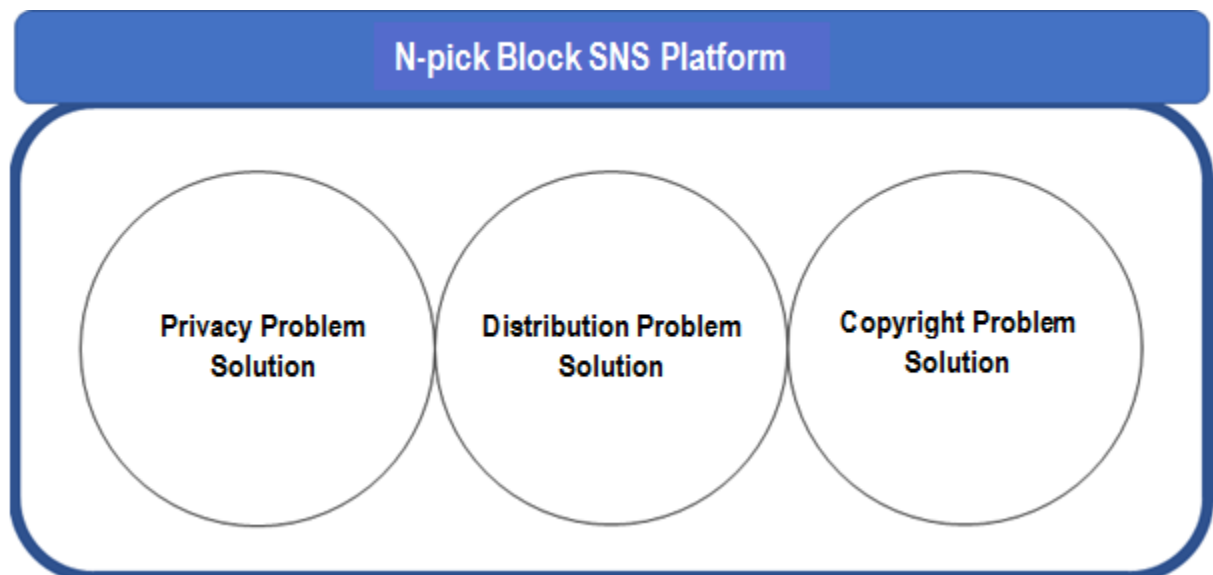 N-pick Block SNS Platform
Privacy Problem
Solution
Distribution Problem
Solution
Copyright Problem
Solution